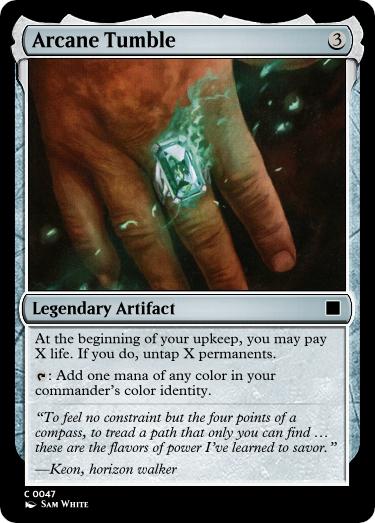 Arcane Tumble 3
Legendary Artifact
At the beginning of your upkeep, you may pay
X life. If you do, untap X permanents.
: Add one mana of any color in your
commander's color identity.
"To feel no constraint but the four points of a
compass, to tread a path that only you can find …
these are the flavors of power I've learned to savor."
—Keon, horizon walker
C 0047
Sam White